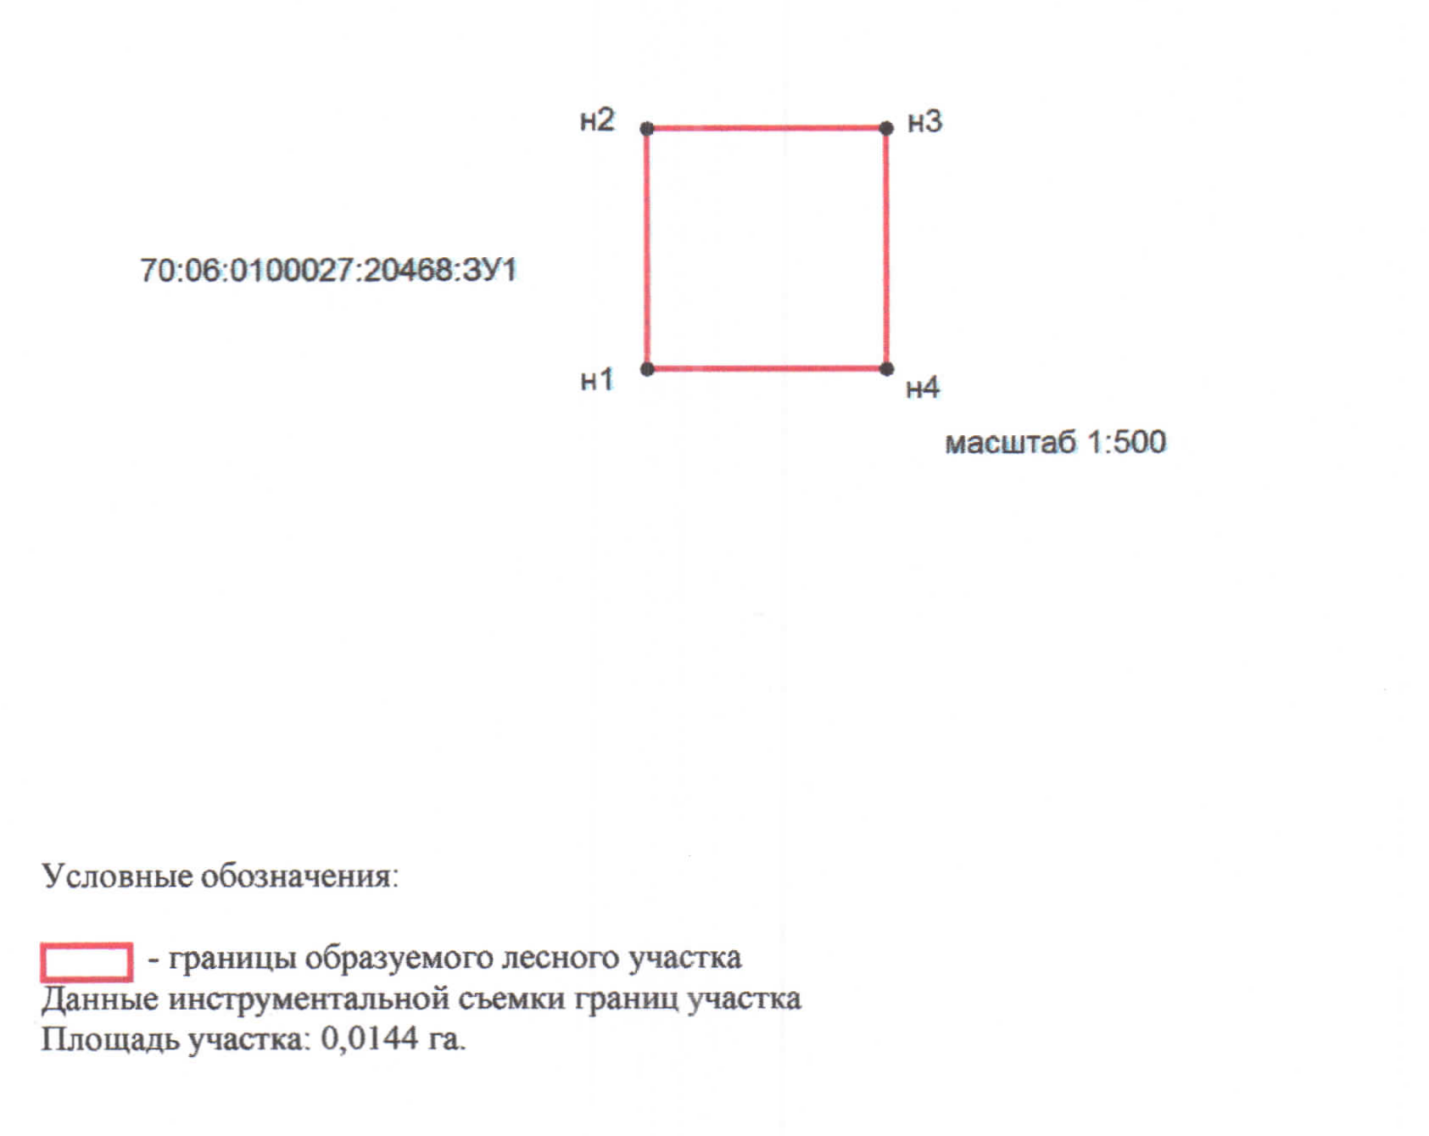 н2
н3
70:06:0100027:20468:ЗУ1
н1
н4
масштаб 1:500
Условные обозначения:
- границы образуемого лесного участка
Данные инструментальной съемки границ участка
Площадь участка: 0,0144 га.